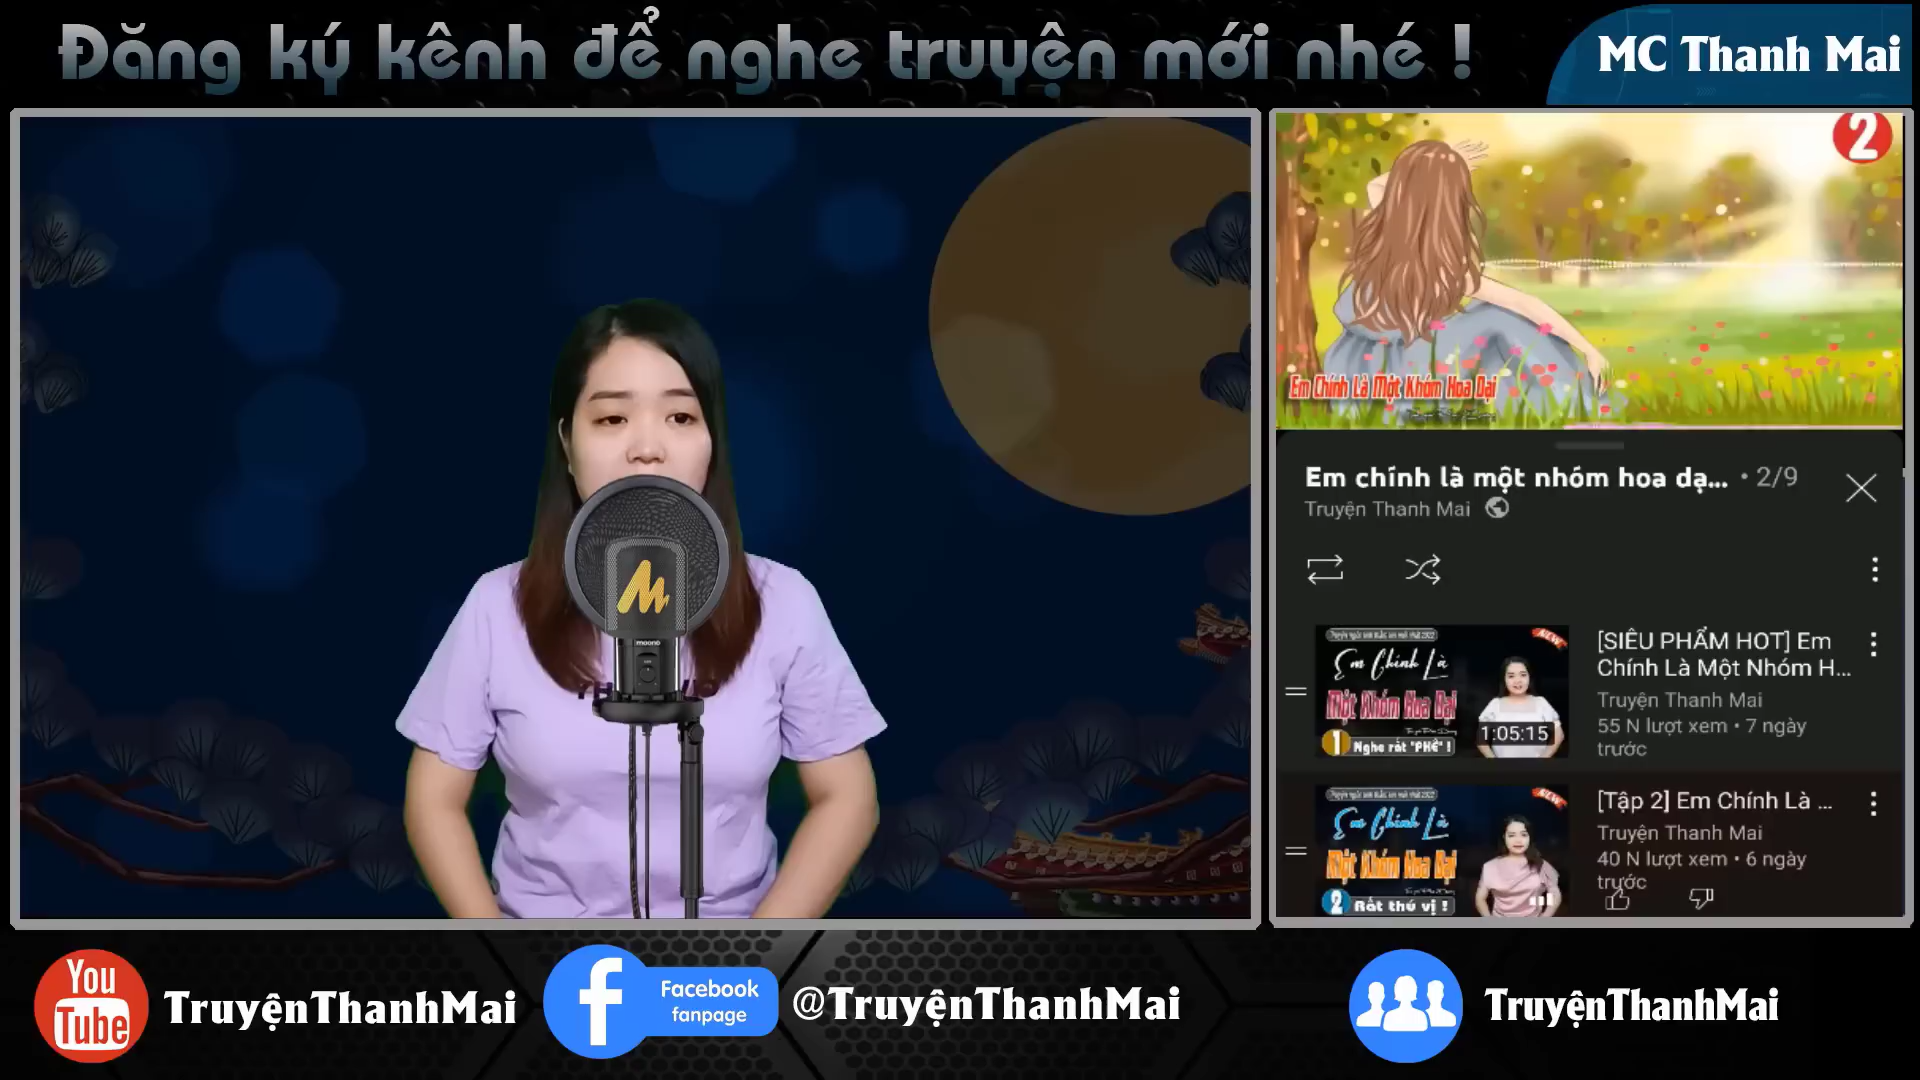 Đăng ký kênh để nghe truyện mới nhé !
MC Thanh Mai
2
Em Chính Là Một Khóm Hoa Dại
Em chính là một nhóm hoa dạ... • 2/9
Truyện Thanh Mai
[SIÊU PHẨM HOT] Em
Chính Là Một Nhóm H...
Truyện Thanh Mai
55 N lượt xem • 7 ngày
trước
NEW
Em Chính Là
Một Khóm Hoa Dại
1 Nghe rất "PHÊ" !
1:05:15
[Tập 2] Em Chính Là ...
Truyện Thanh Mai
40 N lượt xem • 6 ngày
trước
NEW
Em Chính Là
Một Khóm Hoa Dại
2 Rất thú vị !
maono
You
Tube
TruyệnThanhMai
Facebook
fanpage
@TruyệnThanhMai
TruyệnThanhMai